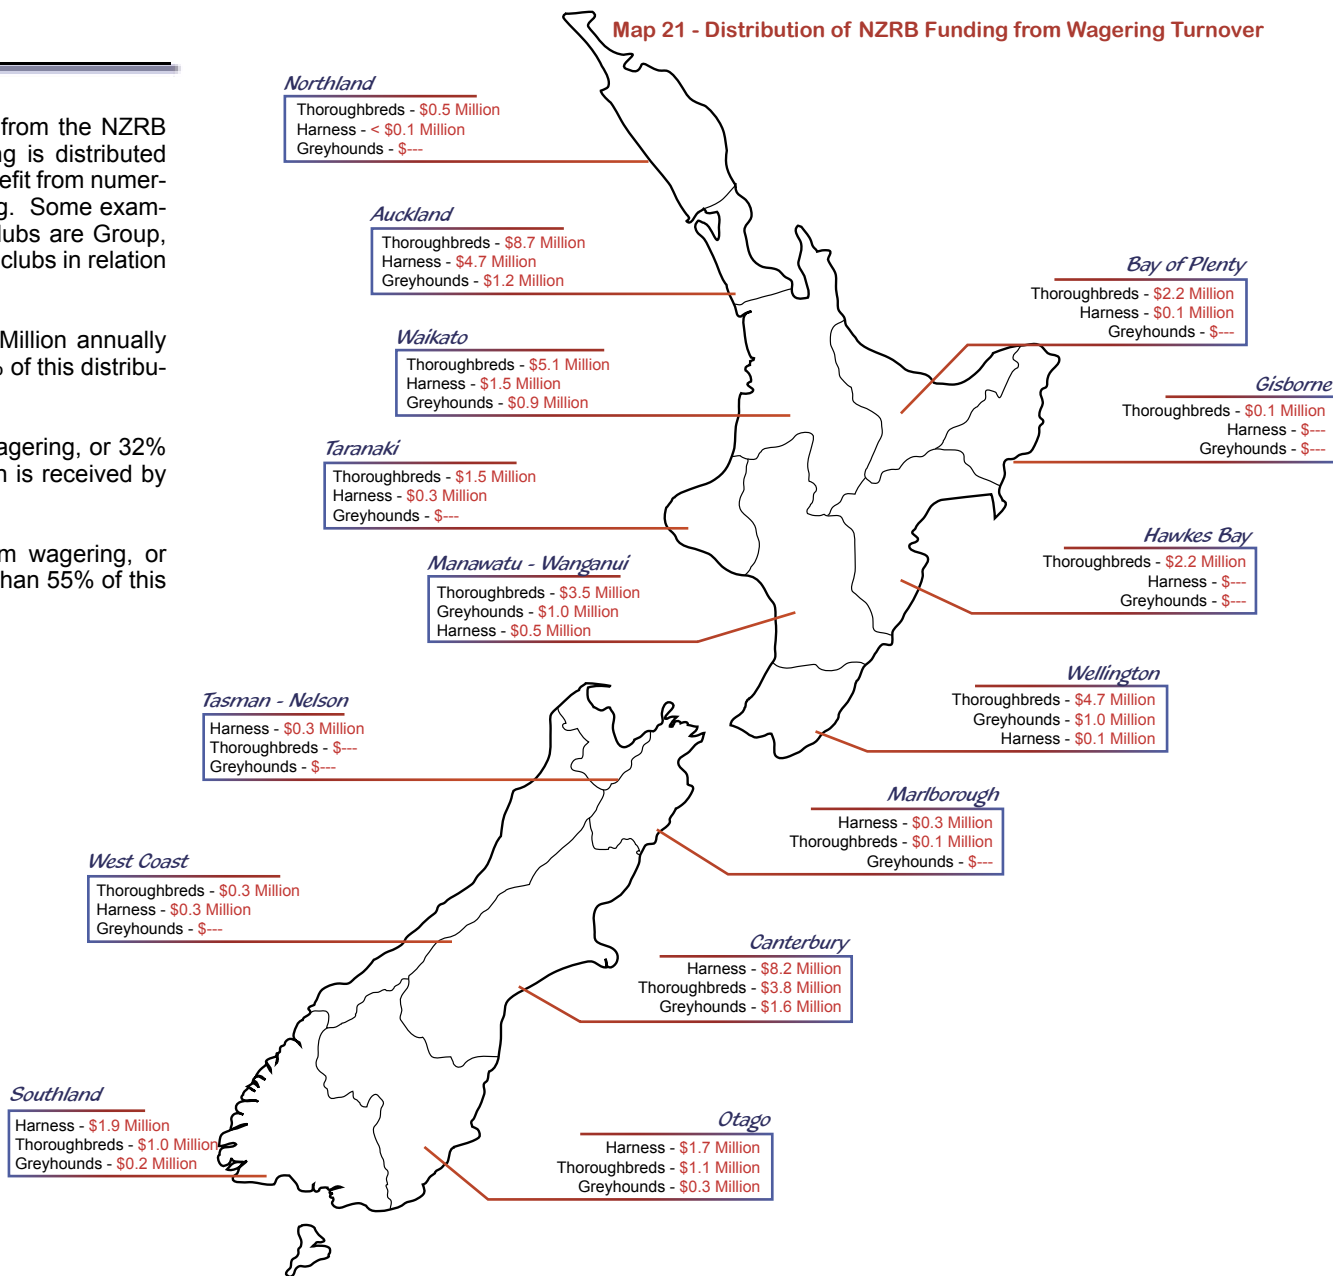 Map 21 - Distribution of NZRB Funding from Wagering Turnover
from the NZRB
ng is distributed
efit from numer-
g. Some exam-
lubs are Group,
clubs in relation
Million annually
% of this distribu-
agering, or 32%
n is received by
m wagering, or
than 55% of this
Northland
Thoroughbreds - $0.5 Million
Harness - < $0.1 Million
Greyhounds - $---
Auckland
Thoroughbreds - $8.7 Million
Harness - $4.7 Million
Greyhounds - $1.2 Million
Bay of Plenty
Thoroughbreds - $2.2 Million
Harness - $0.1 Million
Greyhounds - $---
Waikato
Thoroughbreds - $5.1 Million
Harness - $1.5 Million
Greyhounds - $0.9 Million
Gisborne
Thoroughbreds - $0.1 Million
Harness - $---
Greyhounds - $---
Taranaki
Thoroughbreds - $1.5 Million
Harness - $0.3 Million
Greyhounds - $---
Hawkes Bay
Thoroughbreds - $2.2 Million
Harness - $---
Greyhounds - $---
Manawatu - Wanganui
Thoroughbreds - $3.5 Million
Greyhounds - $1.0 Million
Harness - $0.5 Million
Wellington
Thoroughbreds - $4.7 Million
Greyhounds - $1.0 Million
Harness - $0.1 Million
Tasman - Nelson
Harness - $0.3 Million
Thoroughbreds - $---
Greyhounds - $---
Marlborough
Harness - $0.3 Million
Thoroughbreds - $0.1 Million
Greyhounds - $---
West Coast
Thoroughbreds - $0.3 Million
Harness - $0.3 Million
Greyhounds - $---
Canterbury
Harness - $8.2 Million
Thoroughbreds - $3.8 Million
Greyhounds - $1.6 Million
Southland
Harness - $1.9 Million
Thoroughbreds - $1.0 Million
Greyhounds - $0.2 Million
Otago
Harness - $1.7 Million
Thoroughbreds - $1.1 Million
Greyhounds - $0.3 Million